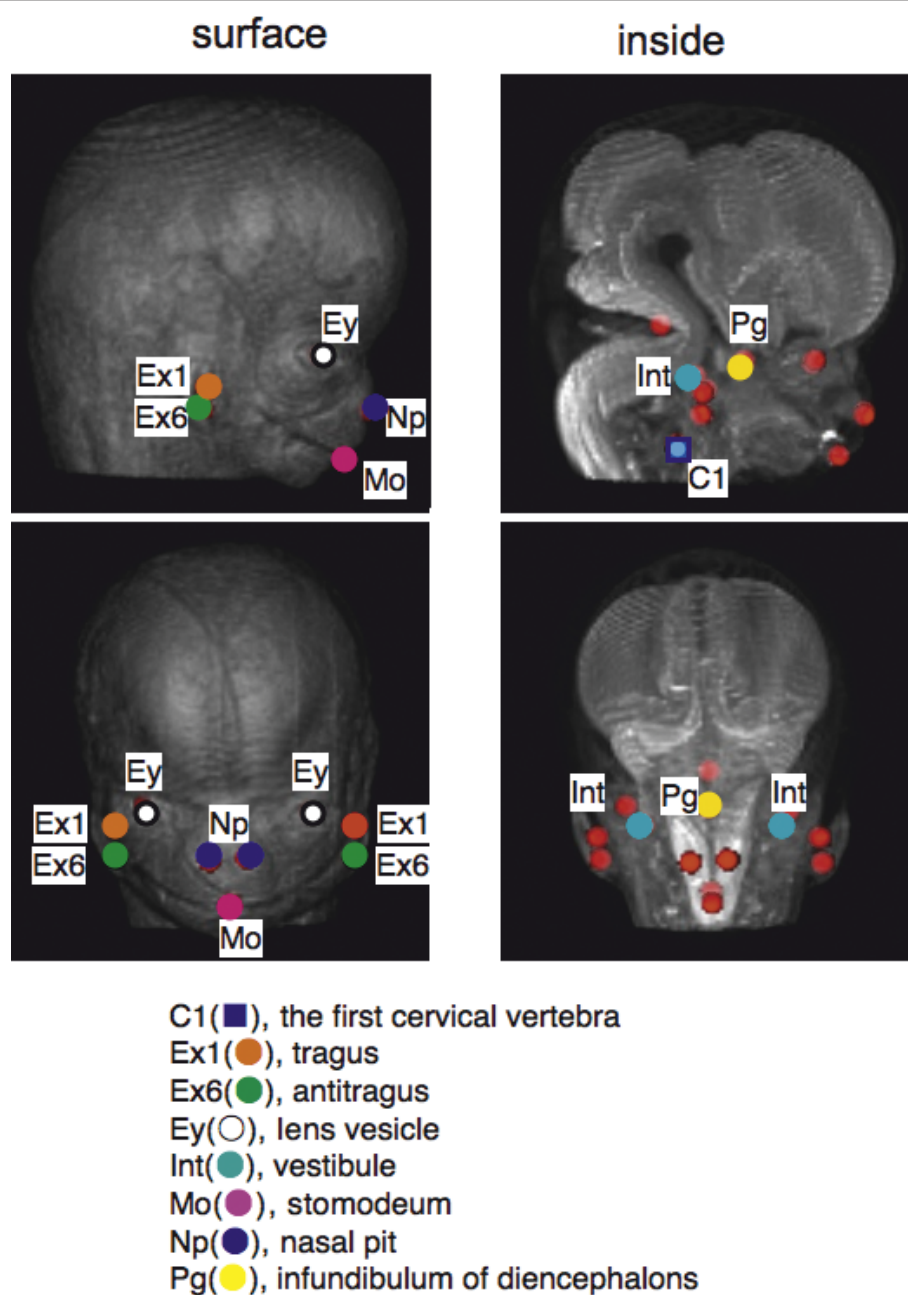 surface
inside
Ey
Ex1
Ex6
Np
Mo
Pg
Int
C1
Ey
Ey
Ex1
Np
Ex1
Ex6
Ex6
Mo
Int
Pg
Int
C1(■), the first cervical vertebra
Ex1(●), tragus
Ex6(●), antitragus
Ey(○), lens vesicle
Int(●), vestibule
Mo(●), stomodeum
Np(●), nasal pit
Pg(●), infundibulum of diencephalons